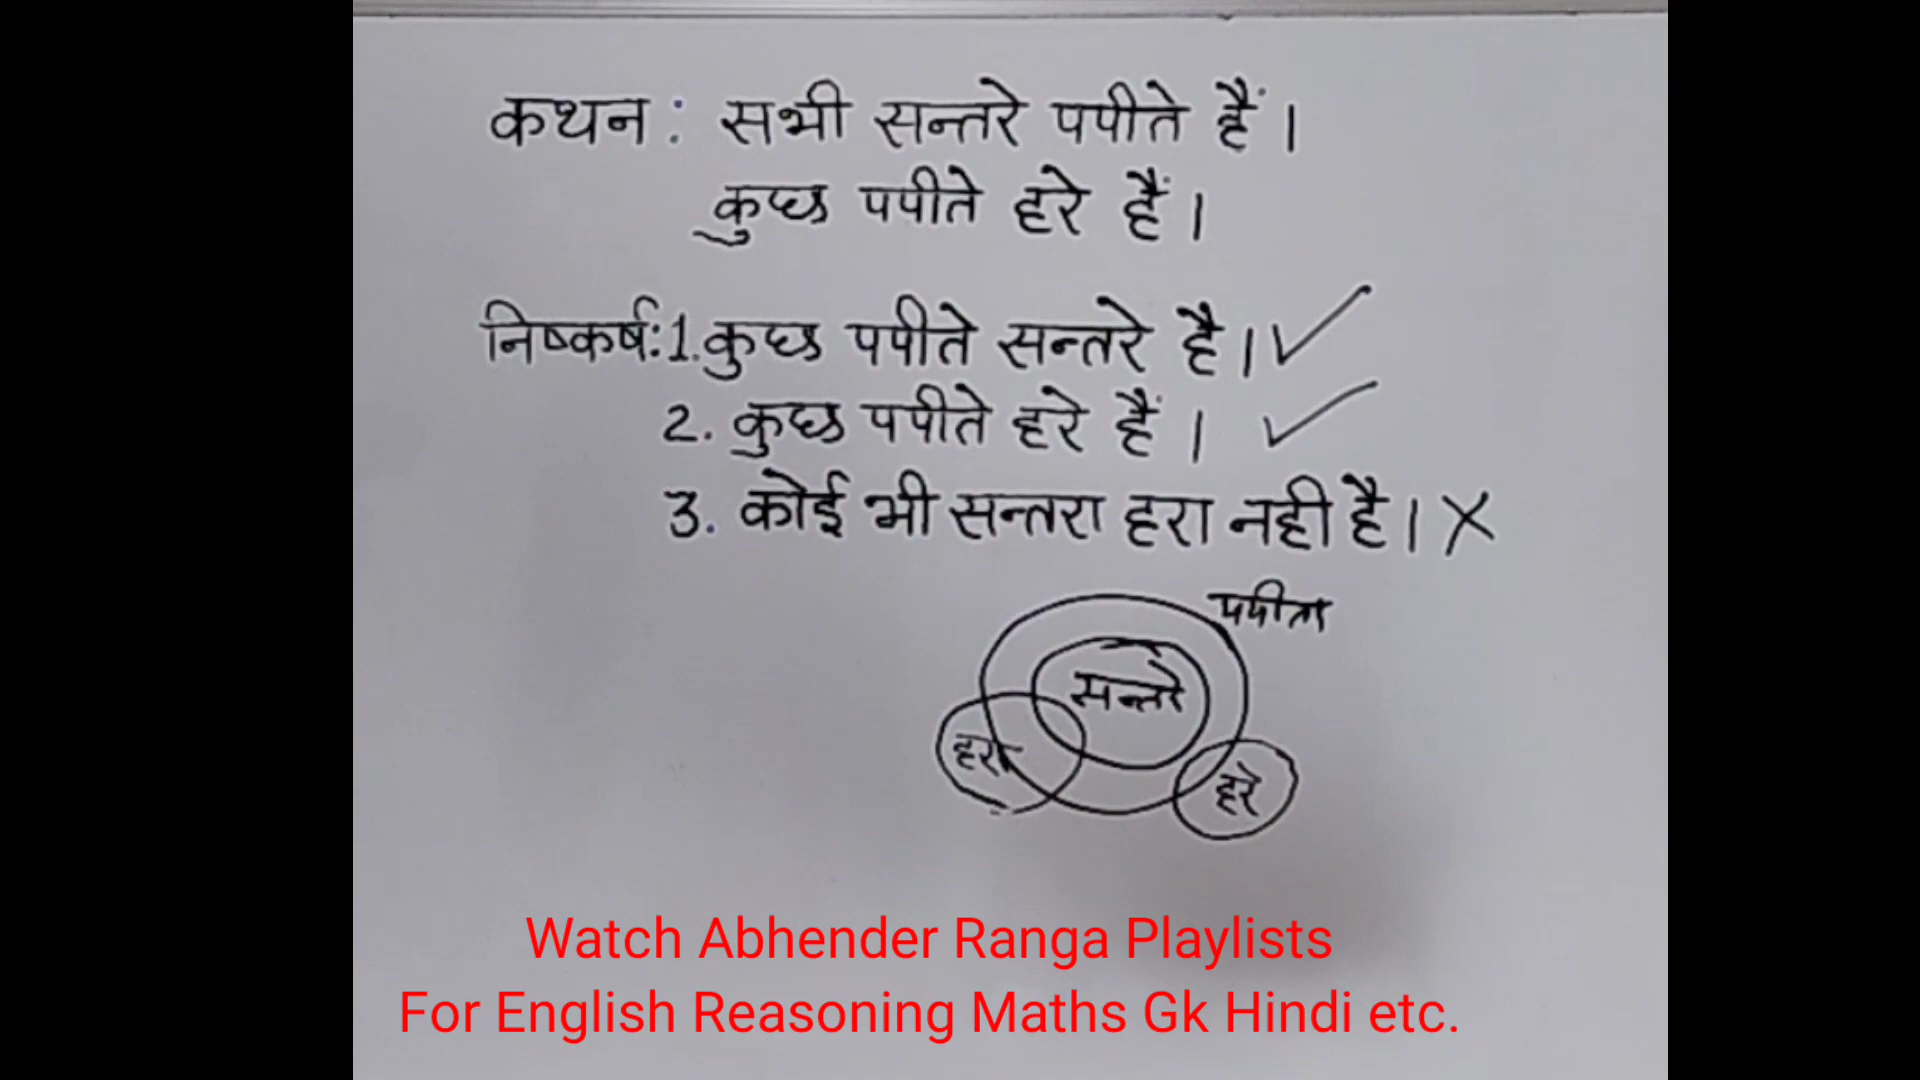 कथन : सभी सन्तरे पपीते हैं।
कुछ पपीते हरे हैं।
निष्कर्ष: 1. कुछ पपीते सन्तरे है।
2. कुछ पपीते हरे हैं।
3. कोई भी सन्तरा हरा नही है। X
पपीता
सन्तरे
हरा
हरे
Watch Abhender Ranga Playlists
For English Reasoning Maths Gk Hindi etc.